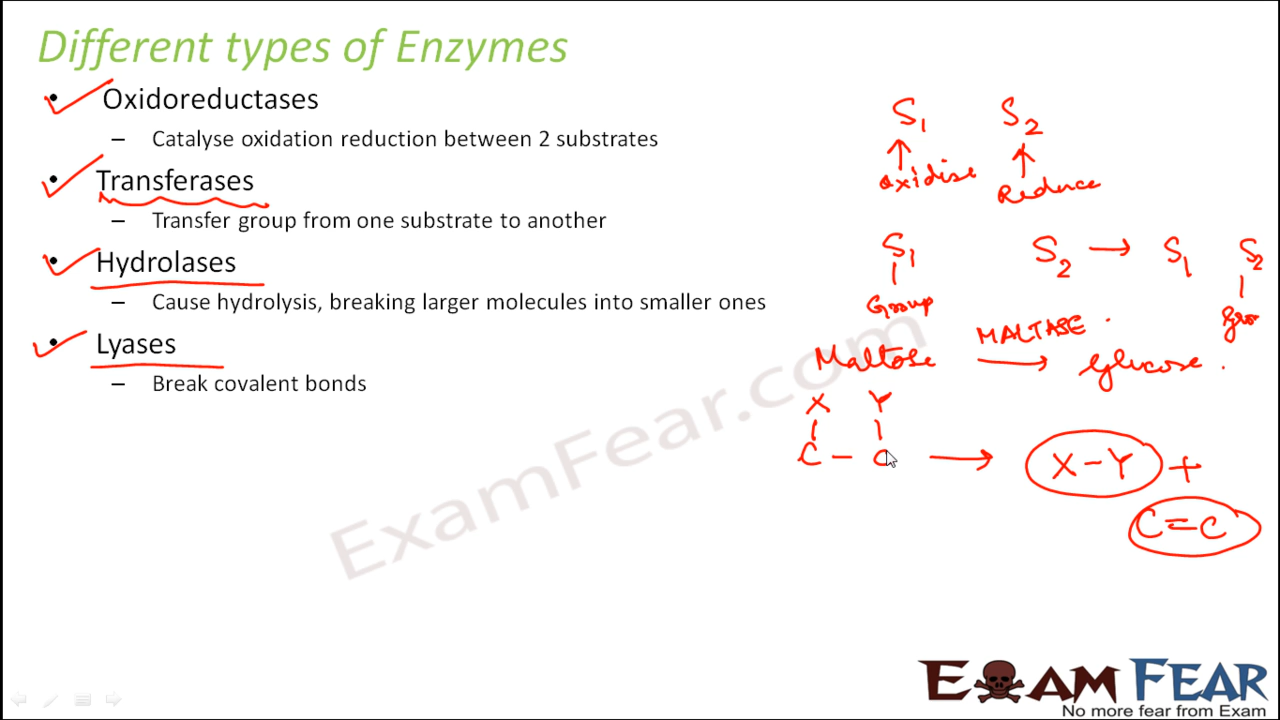 Different types of Enzymes
• Oxidoreductases
– Catalyse oxidation reduction between 2 substrates
• Transferases
– Transfer group from one substrate to another
• Hydrolases
– Cause hydrolysis, breaking larger molecules into smaller ones
• Lyases
– Break covalent bonds
S1 S2
Oxidise Reduce
S1 S2 → S1 S2
Group Gro
MALTASE.
Maltose → Glucose.
X Y
C – C → X – Y +
C = C
ExamFear.com
EXAM FEAR
No more fear from Exam